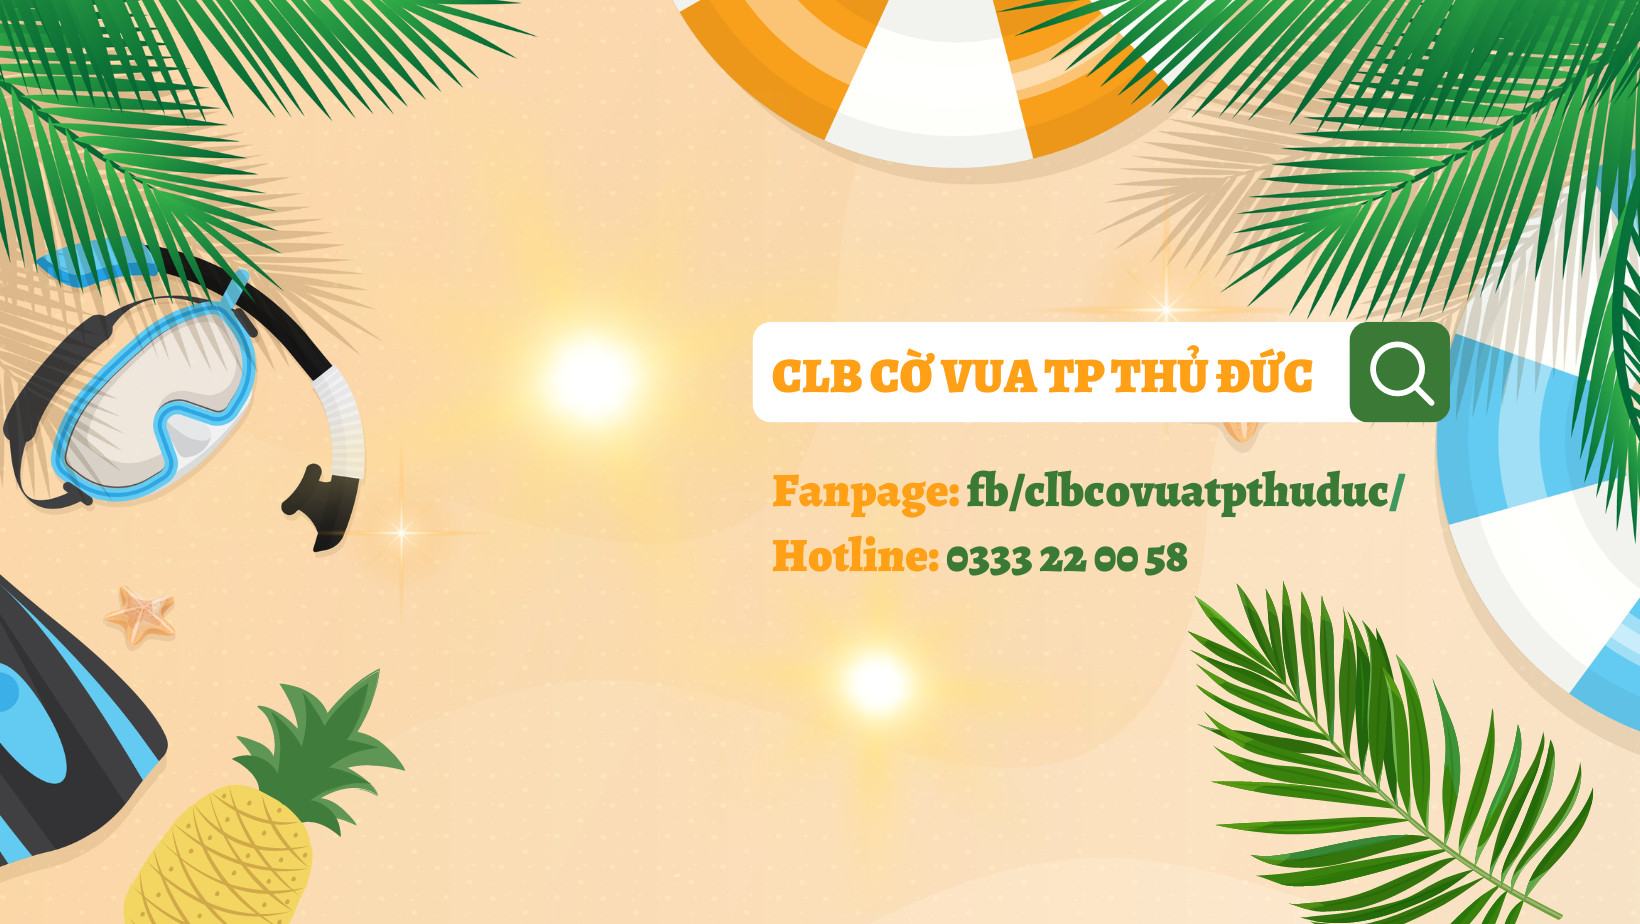 CLB CỜ VUA TP THỦ ĐỨC
Fanpage: fb/clbcovuatpthuduc/
Hotline: 0333 22 00 58